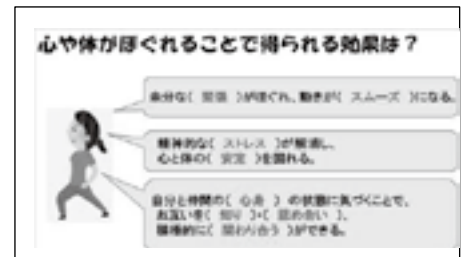 心や体がほぐれることで得られる効果は？
余分な( 緊張 )がほぐれ、動きが( スムーズ )になる。
精神的な( ストレス )が解消し、
心と体の( 安定 )を図れる。
自分と仲間の( 心身 )の状態に気づくことで、
お互いを( 知り )･( 認め合い )、
積極的に( 関わり合う )ができる。